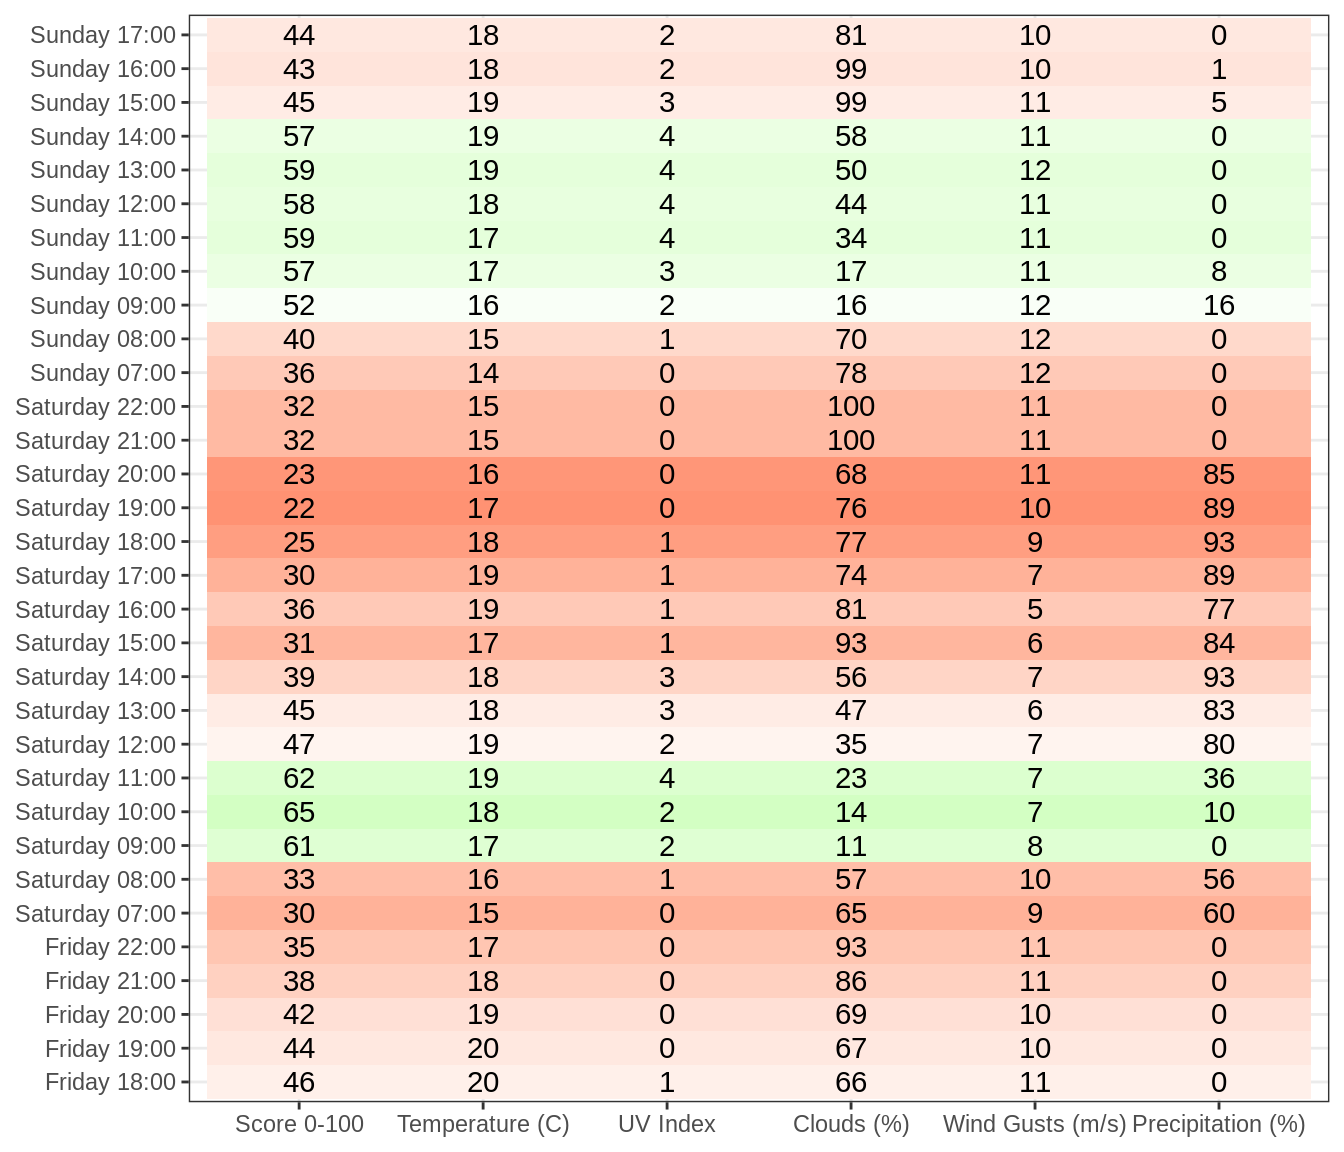 Sunday 17:00 44 18 2 81 10 0
Sunday 16:00 43 18 2 99 10 1
Sunday 15:00 45 19 3 99 11 5
Sunday 14:00 57 19 4 58 11 0
Sunday 13:00 59 19 4 50 12 0
Sunday 12:00 58 18 4 44 11 0
Sunday 11:00 59 17 4 34 11 0
Sunday 10:00 57 17 3 17 11 8
Sunday 09:00 52 16 2 16 12 16
Sunday 08:00 40 15 1 70 12 0
Sunday 07:00 36 14 0 78 12 0
Saturday 22:00 32 15 0 100 11 0
Saturday 21:00 32 15 0 100 11 0
Saturday 20:00 23 16 0 68 11 85
Saturday 19:00 22 17 0 76 10 89
Saturday 18:00 25 18 1 77 9 93
Saturday 17:00 30 19 1 74 7 89
Saturday 16:00 36 19 1 81 5 77
Saturday 15:00 31 17 1 93 6 84
Saturday 14:00 39 18 3 56 7 93
Saturday 13:00 45 18 3 47 6 83
Saturday 12:00 47 19 2 35 7 80
Saturday 11:00 62 19 4 23 7 36
Saturday 10:00 65 18 2 14 7 10
Saturday 09:00 61 17 2 11 8 0
Saturday 08:00 33 16 1 57 10 56
Saturday 07:00 30 15 0 65 9 60
Friday 22:00 35 17 0 93 11 0
Friday 21:00 38 18 0 86 11 0
Friday 20:00 42 19 0 69 10 0
Friday 19:00 44 20 0 67 10 0
Friday 18:00 46 20 1 66 11 0
Score 0-100 Temperature (C) UV Index Clouds (%) Wind Gusts (m/s) Precipitation (%)